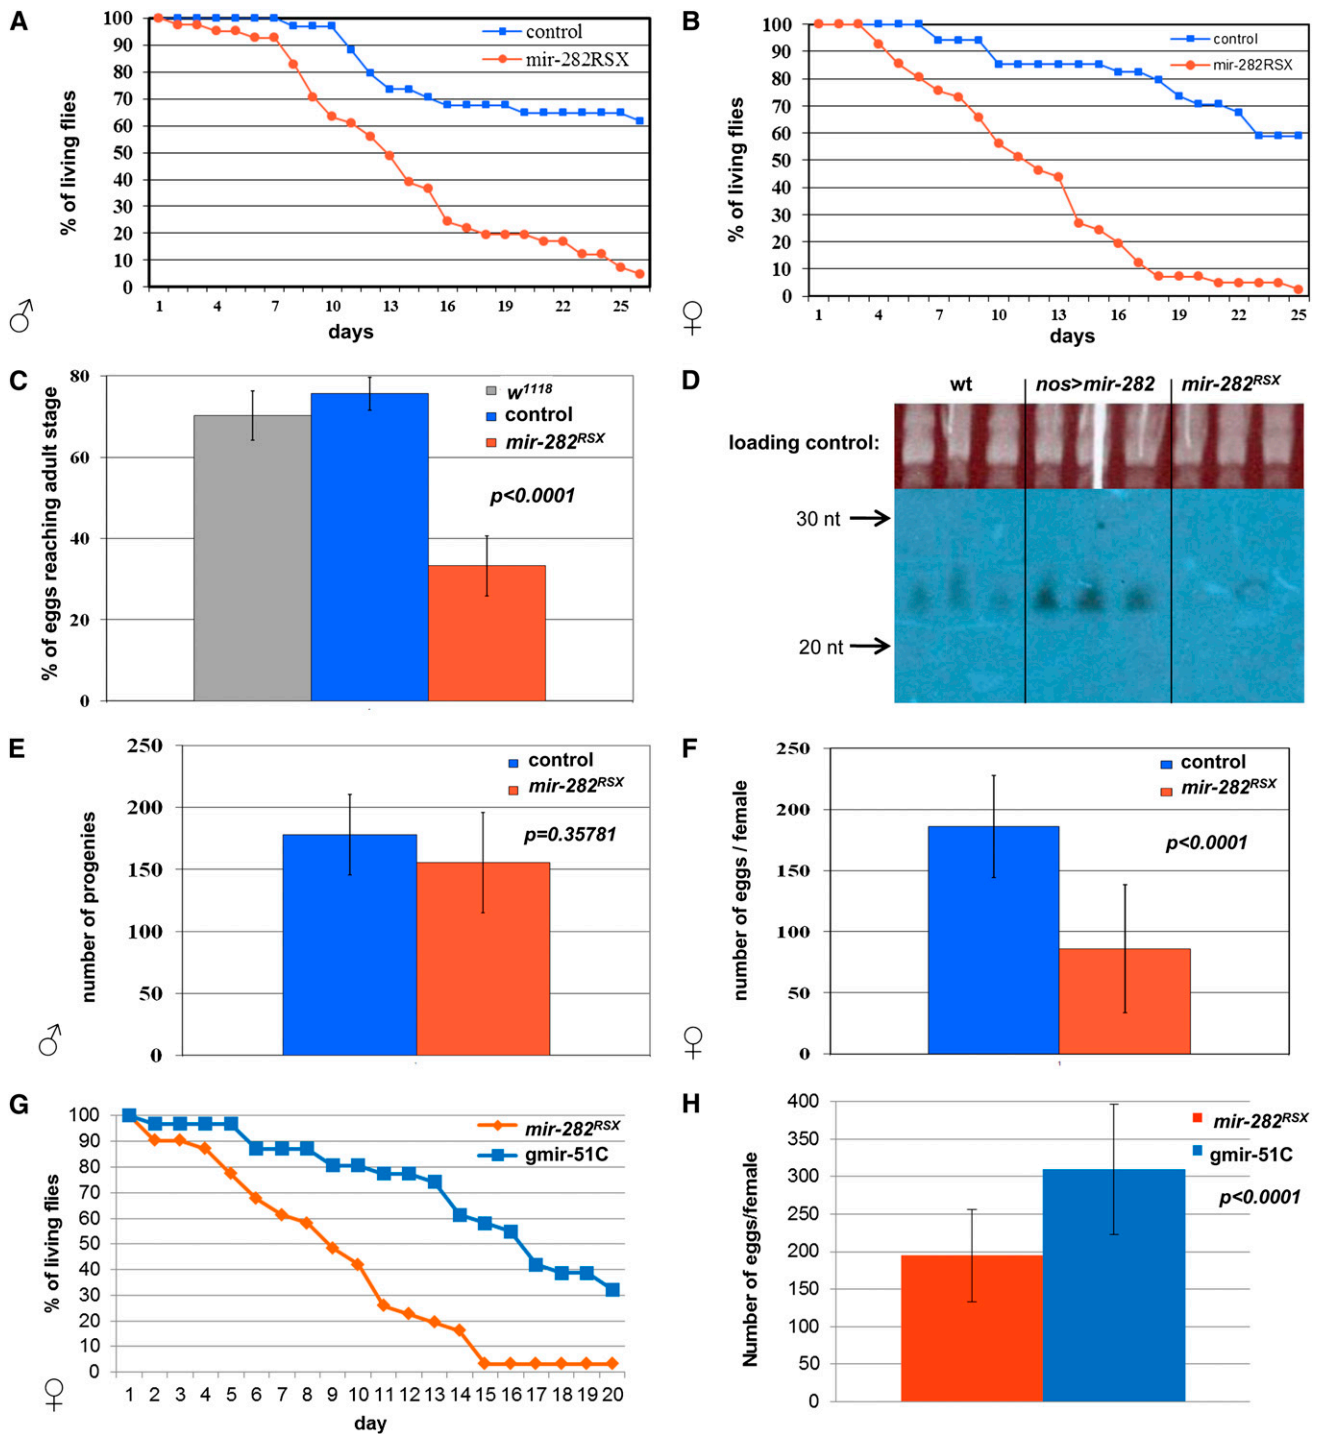 A
100
90
80
70
60
50
40
30
20
10
0
% of living flies
control
mir-282RSX
1 4 7 10 13 16 19 22 25
days
♂
B
100
90
80
70
60
50
40
30
20
10
0
% of living flies
control
mir-282RSX
1 4 7 10 13 16 19 22 25
days
♀
C
80
60
40
20
0
% of eggs reaching adult stage
w1118
control
mir-282RSX
p<0.0001
D
wt nos>mir-282 mir-282RSX
loading control:
30 nt
20 nt
E
250
200
150
100
50
0
number of progenies
control
mir-282RSX
p=0.35781
♂
F
250
200
150
100
50
0
number of eggs / female
control
mir-282RSX
p<0.0001
♀
G
100
90
80
70
60
50
40
30
20
10
0
% of living flies
mir-282RSX
gmir-51C
1 2 3 4 5 6 7 8 9 10 11 12 13 14 15 16 17 18 19 20
day
♀
H
400
350
300
250
200
150
100
50
0
Number of eggs/female
mir-282RSX
gmir-51C
p<0.0001